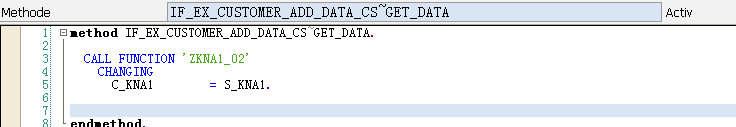 Methode IF_EX_CUSTOMER_ADD_DATA_CS~GET_DATA Activ
1 method IF_EX_CUSTOMER_ADD_DATA_CS~GET_DATA.
2
3 CALL FUNCTION 'ZKNA1_02'
4 CHANGING
5 C_KNA1 = S_KNA1.
6
7
8 endmethod.